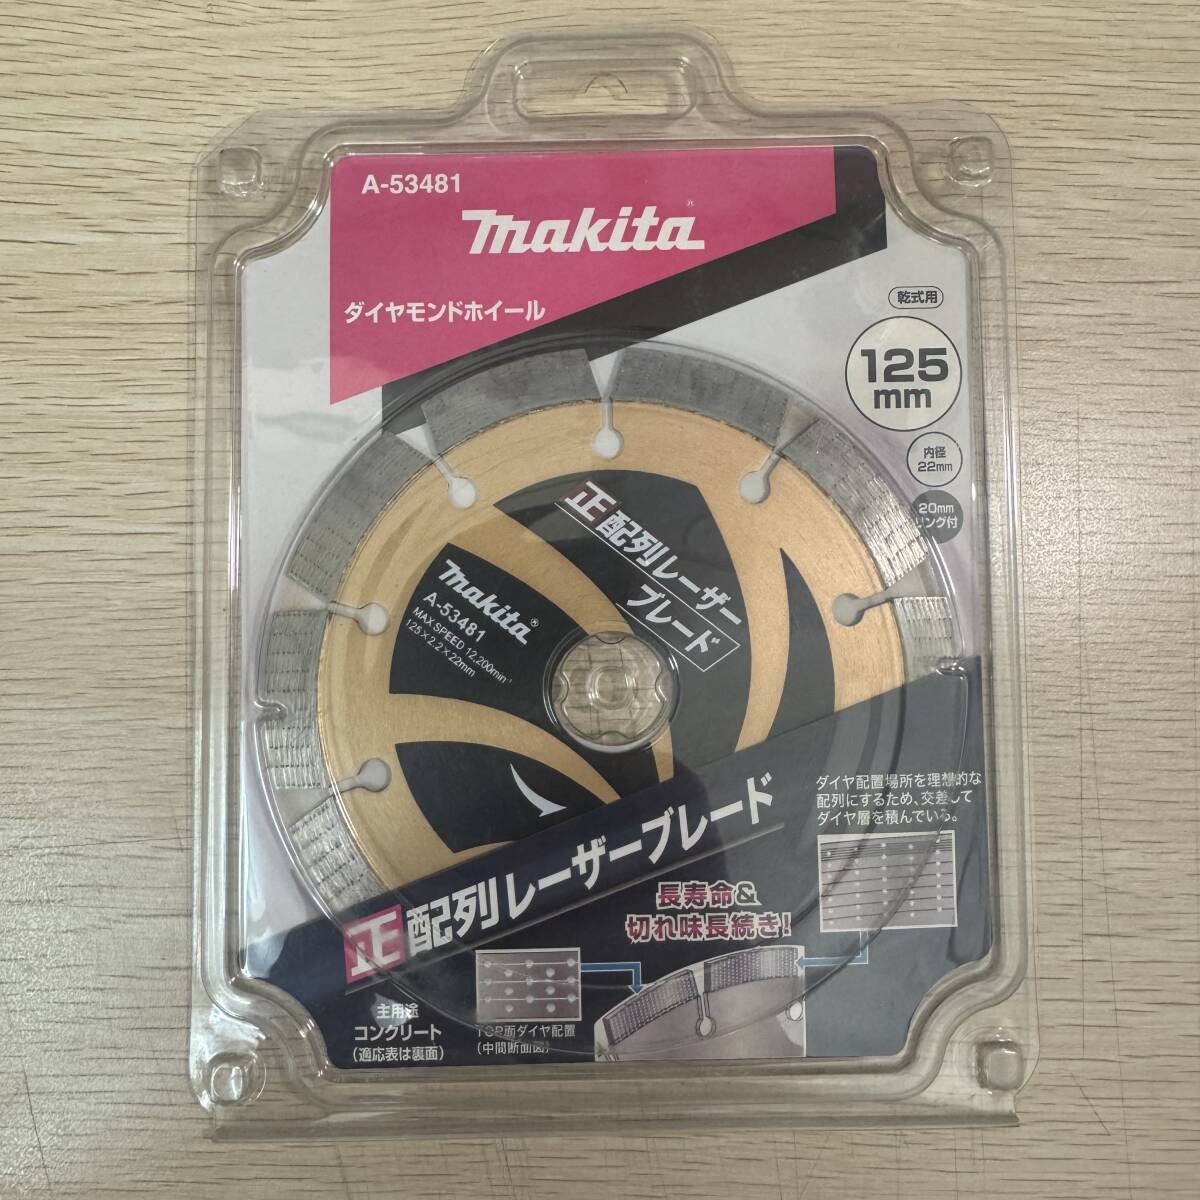 A-53481
makita
ダイヤモンドホイール
乾式用
125
mm
内径
22mm
20mm
リング付
正配列レーザー
ブレード
makita®
A-53481
MAX SPEED 12,200min⁻¹
125×2.2×22mm
ダイヤ配置場所を理想的な
配列にするため、交差して
ダイヤ層を積んでいる。
正配列レーザーブレード
長寿命&
切れ味長続き!
主用途
コンクリート
(適応表は裏面)
TOP面ダイヤ配置
(中間断面図)